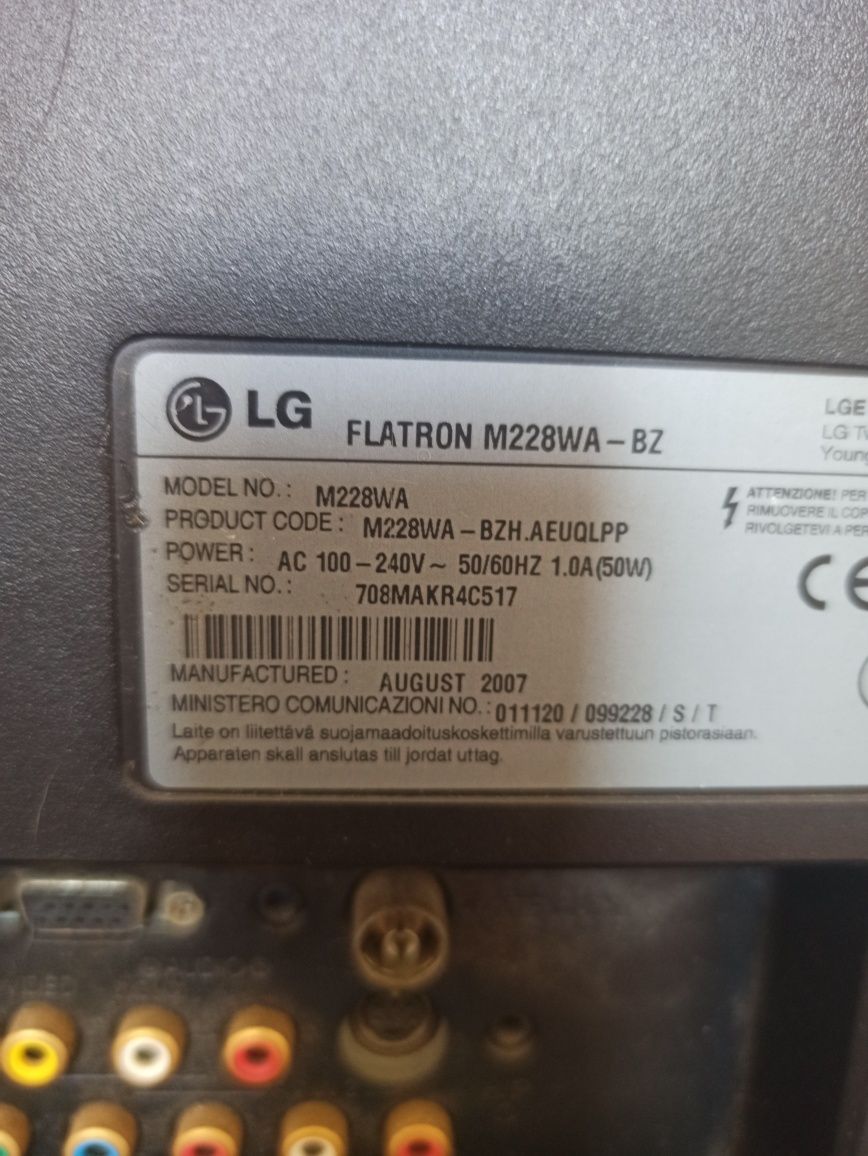 LG FLATRON M228WA-BZ
LGE
LG TV
Young
MODEL NO.: M228WA
PRODUCT CODE: M228WA-BZH.AEUQLPP
POWER: AC 100-240V~ 50/60HZ 1.0A(50W)
SERIAL NO.: 708MAKR4C517
MANUFACTURED: AUGUST 2007
MINISTERO COMUNICAZIONI NO.: 011120 / 099228 / S / T
Laite on liitettävä suojamaadoituskoskettimilla varustettuun pistorasiaan.
Apparaten skall anslutas till jordat uttag.
ATTENZIONE! PER
RIMUOVERE IL COP
RIVOLGETEVI A PER
CE